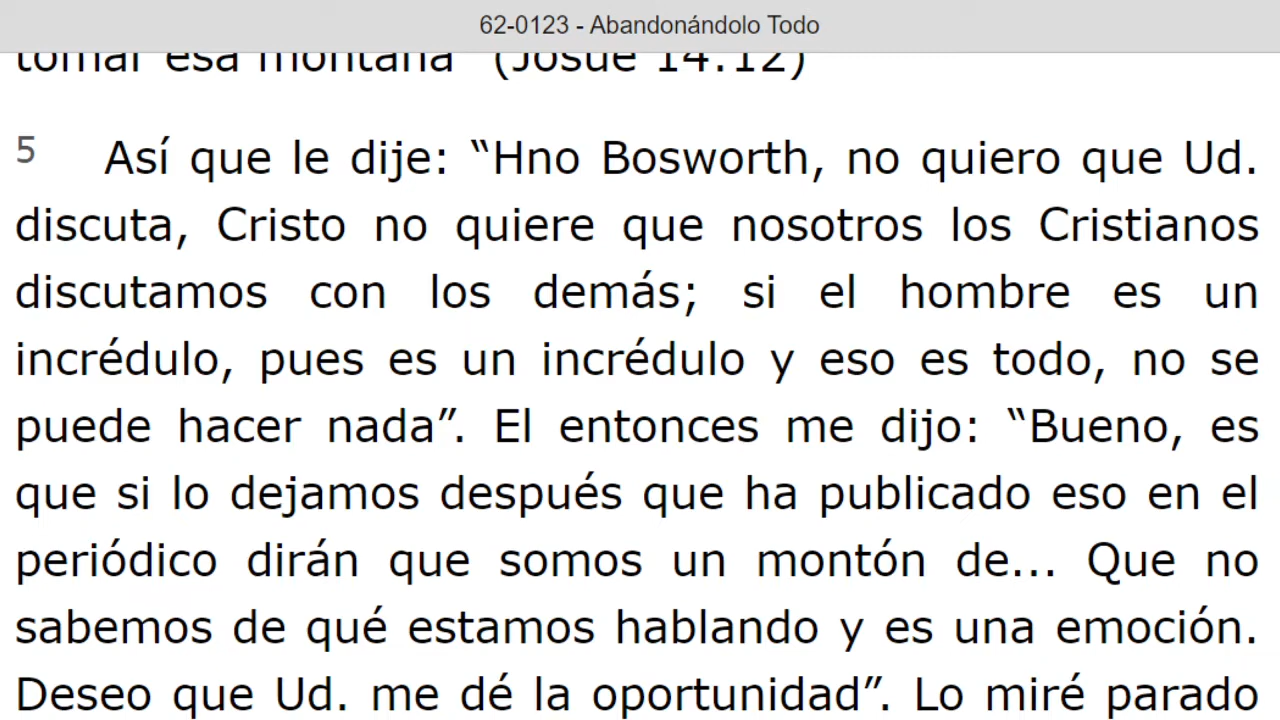 62-0123 - Abandonándolo Todo
tomar esa montaña” (Josué 14:12)
5 Así que le dije: “Hno Bosworth, no quiero que Ud.
discuta, Cristo no quiere que nosotros los Cristianos
discutamos con los demás; si el hombre es un
incrédulo, pues es un incrédulo y eso es todo, no se
puede hacer nada”. El entonces me dijo: “Bueno, es
que si lo dejamos después que ha publicado eso en el
periódico dirán que somos un montón de... Que no
sabemos de qué estamos hablando y es una emoción.
Deseo que Ud. me dé la oportunidad”. Lo miré parado